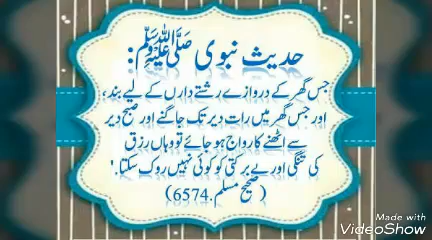 حدیث نبوی ﷺ:
جس گھر کے دروازے رشتے داروں کے لیے بند،
اور جس گھر میں رات دیر تک جاگنے اور صبح دیر
سے اٹھنے کا رواج ہو جائے تو وہاں رزق
کی تنگی اور بے برکتی کو کوئی نہیں روک سکتا.'
(صحیح مسلم.6574)
Made with
VideoShow